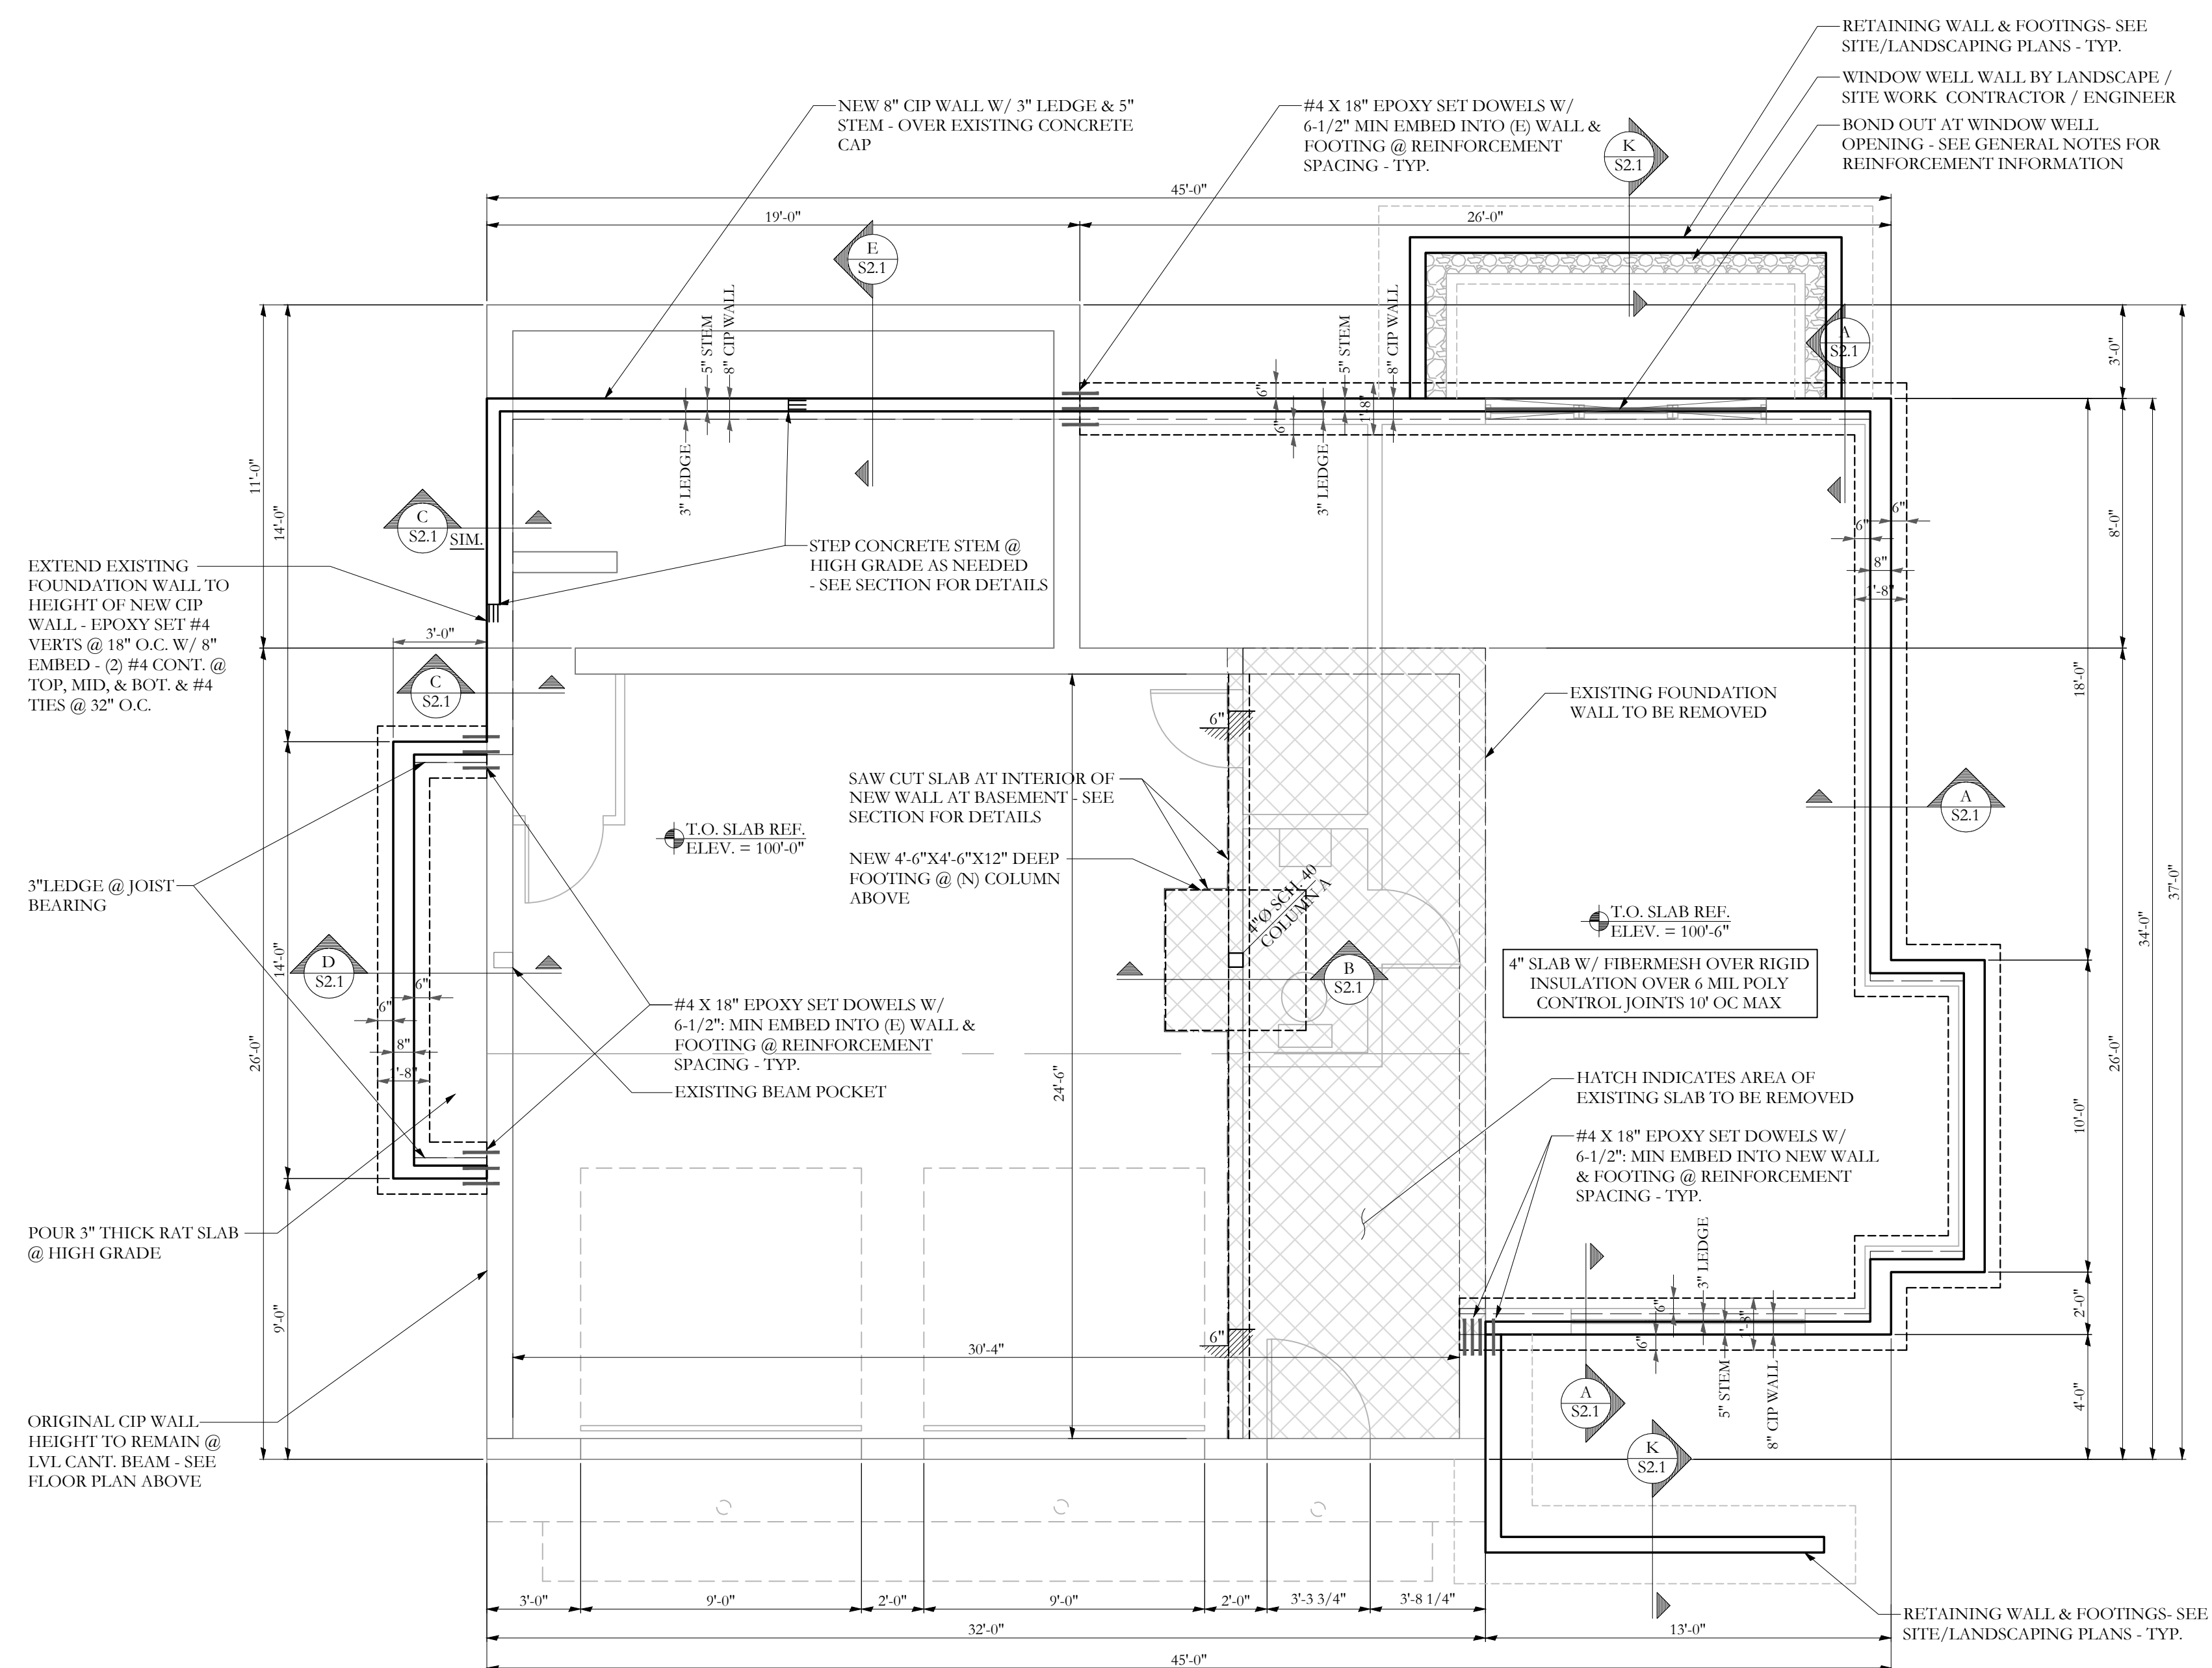 RETAINING WALL & FOOTINGS- SEE
SITE/LANDSCAPING PLANS - TYP.
WINDOW WELL WALL BY LANDSCAPE /
SITE WORK CONTRACTOR / ENGINEER
BOND OUT AT WINDOW WELL
OPENING - SEE GENERAL NOTES FOR
REINFORCEMENT INFORMATION
NEW 8" CIP WALL W/ 3" LEDGE & 5"
STEM - OVER EXISTING CONCRETE
CAP
#4 X 18" EPOXY SET DOWELS W/
6-1/2" MIN EMBED INTO (E) WALL &
FOOTING @ REINFORCEMENT
SPACING - TYP.
K
S2.1
45'-0"
19'-0"
26'-0"
E
S2.1
A
S2.1
5" STEM
8" CIP WALL
3" LEDGE
6"
6"
1'-8"
5" STEM
8" CIP WALL
3" LEDGE
3'-0"
11'-0"
14'-0"
8'-0"
18'-0"
37'-0"
34'-0"
26'-0"
C
S2.1
SIM.
6"
6"
8"
1'-8"
STEP CONCRETE STEM @
HIGH GRADE AS NEEDED
- SEE SECTION FOR DETAILS
EXTEND EXISTING
FOUNDATION WALL TO
HEIGHT OF NEW CIP
WALL - EPOXY SET #4
VERTS @ 18" O.C. W/ 8"
EMBED - (2) #4 CONT. @
TOP, MID, & BOT. & #4
TIES @ 32" O.C.
3'-0"
C
S2.1
EXISTING FOUNDATION
WALL TO BE REMOVED
6"
SAW CUT SLAB AT INTERIOR OF
NEW WALL AT BASEMENT - SEE
SECTION FOR DETAILS
T.O. SLAB REF.
ELEV. = 100'-0"
NEW 4'-6"X4'-6"X12" DEEP
FOOTING @ (N) COLUMN
ABOVE
4"Ø SCH. 40
COLUMN A
A
S2.1
3"LEDGE @ JOIST
BEARING
T.O. SLAB REF.
ELEV. = 100'-6"
4" SLAB W/ FIBERMESH OVER RIGID
INSULATION OVER 6 MIL POLY
CONTROL JOINTS 10' OC MAX
D
S2.1
B
S2.1
14'-0"
26'-0"
6"
6"
8"
1'-8"
#4 X 18" EPOXY SET DOWELS W/
6-1/2": MIN EMBED INTO (E) WALL &
FOOTING @ REINFORCEMENT
SPACING - TYP.
EXISTING BEAM POCKET
24'-6"
10'-0"
HATCH INDICATES AREA OF
EXISTING SLAB TO BE REMOVED
#4 X 18" EPOXY SET DOWELS W/
6-1/2": MIN EMBED INTO NEW WALL
& FOOTING @ REINFORCEMENT
SPACING - TYP.
POUR 3" THICK RAT SLAB
@ HIGH GRADE
9'-0"
3" LEDGE
6"
6"
1'-8"
5" STEM
8" CIP WALL
2'-0"
4'-0"
6"
30'-4"
A
S2.1
K
S2.1
ORIGINAL CIP WALL
HEIGHT TO REMAIN @
LVL CANT. BEAM - SEE
FLOOR PLAN ABOVE
3'-0"
9'-0"
2'-0"
9'-0"
2'-0"
3'-3 3/4"
3'-8 1/4"
RETAINING WALL & FOOTINGS- SEE
SITE/LANDSCAPING PLANS - TYP.
32'-0"
13'-0"
45'-0"